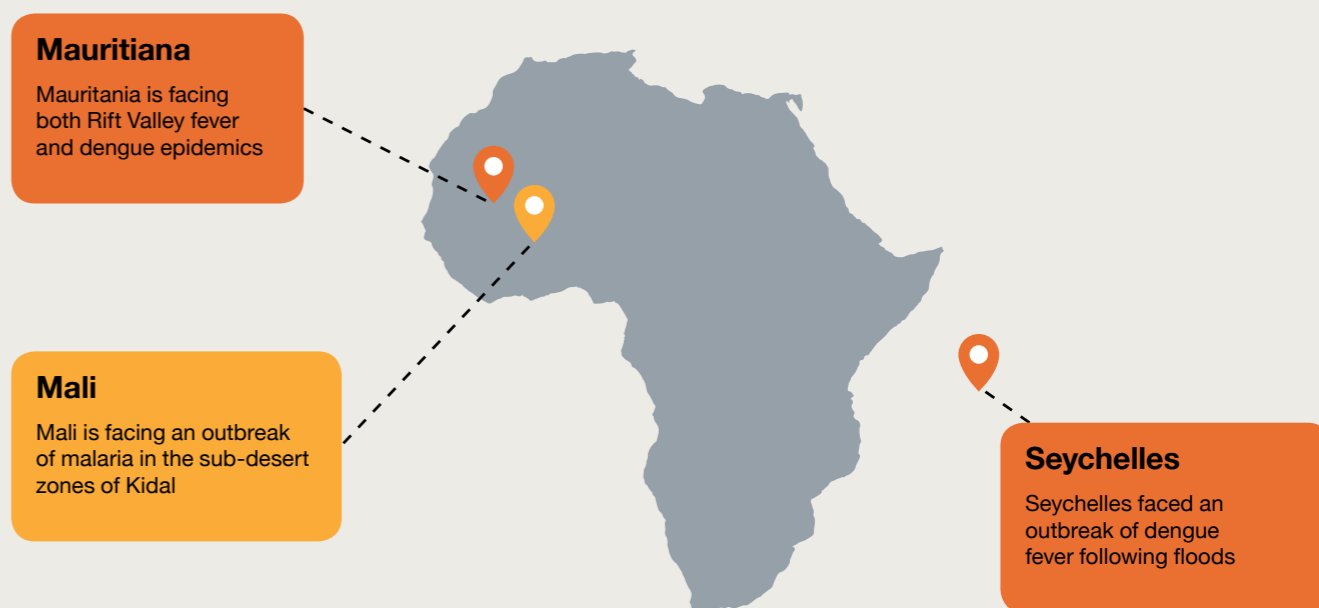 Mauritiana
Mauritania is facing
both Rift Valley fever
and dengue epidemics
Mali
Mali is facing an outbreak
of malaria in the sub-desert
zones of Kidal
Seychelles
Seychelles faced an
outbreak of dengue
fever following floods